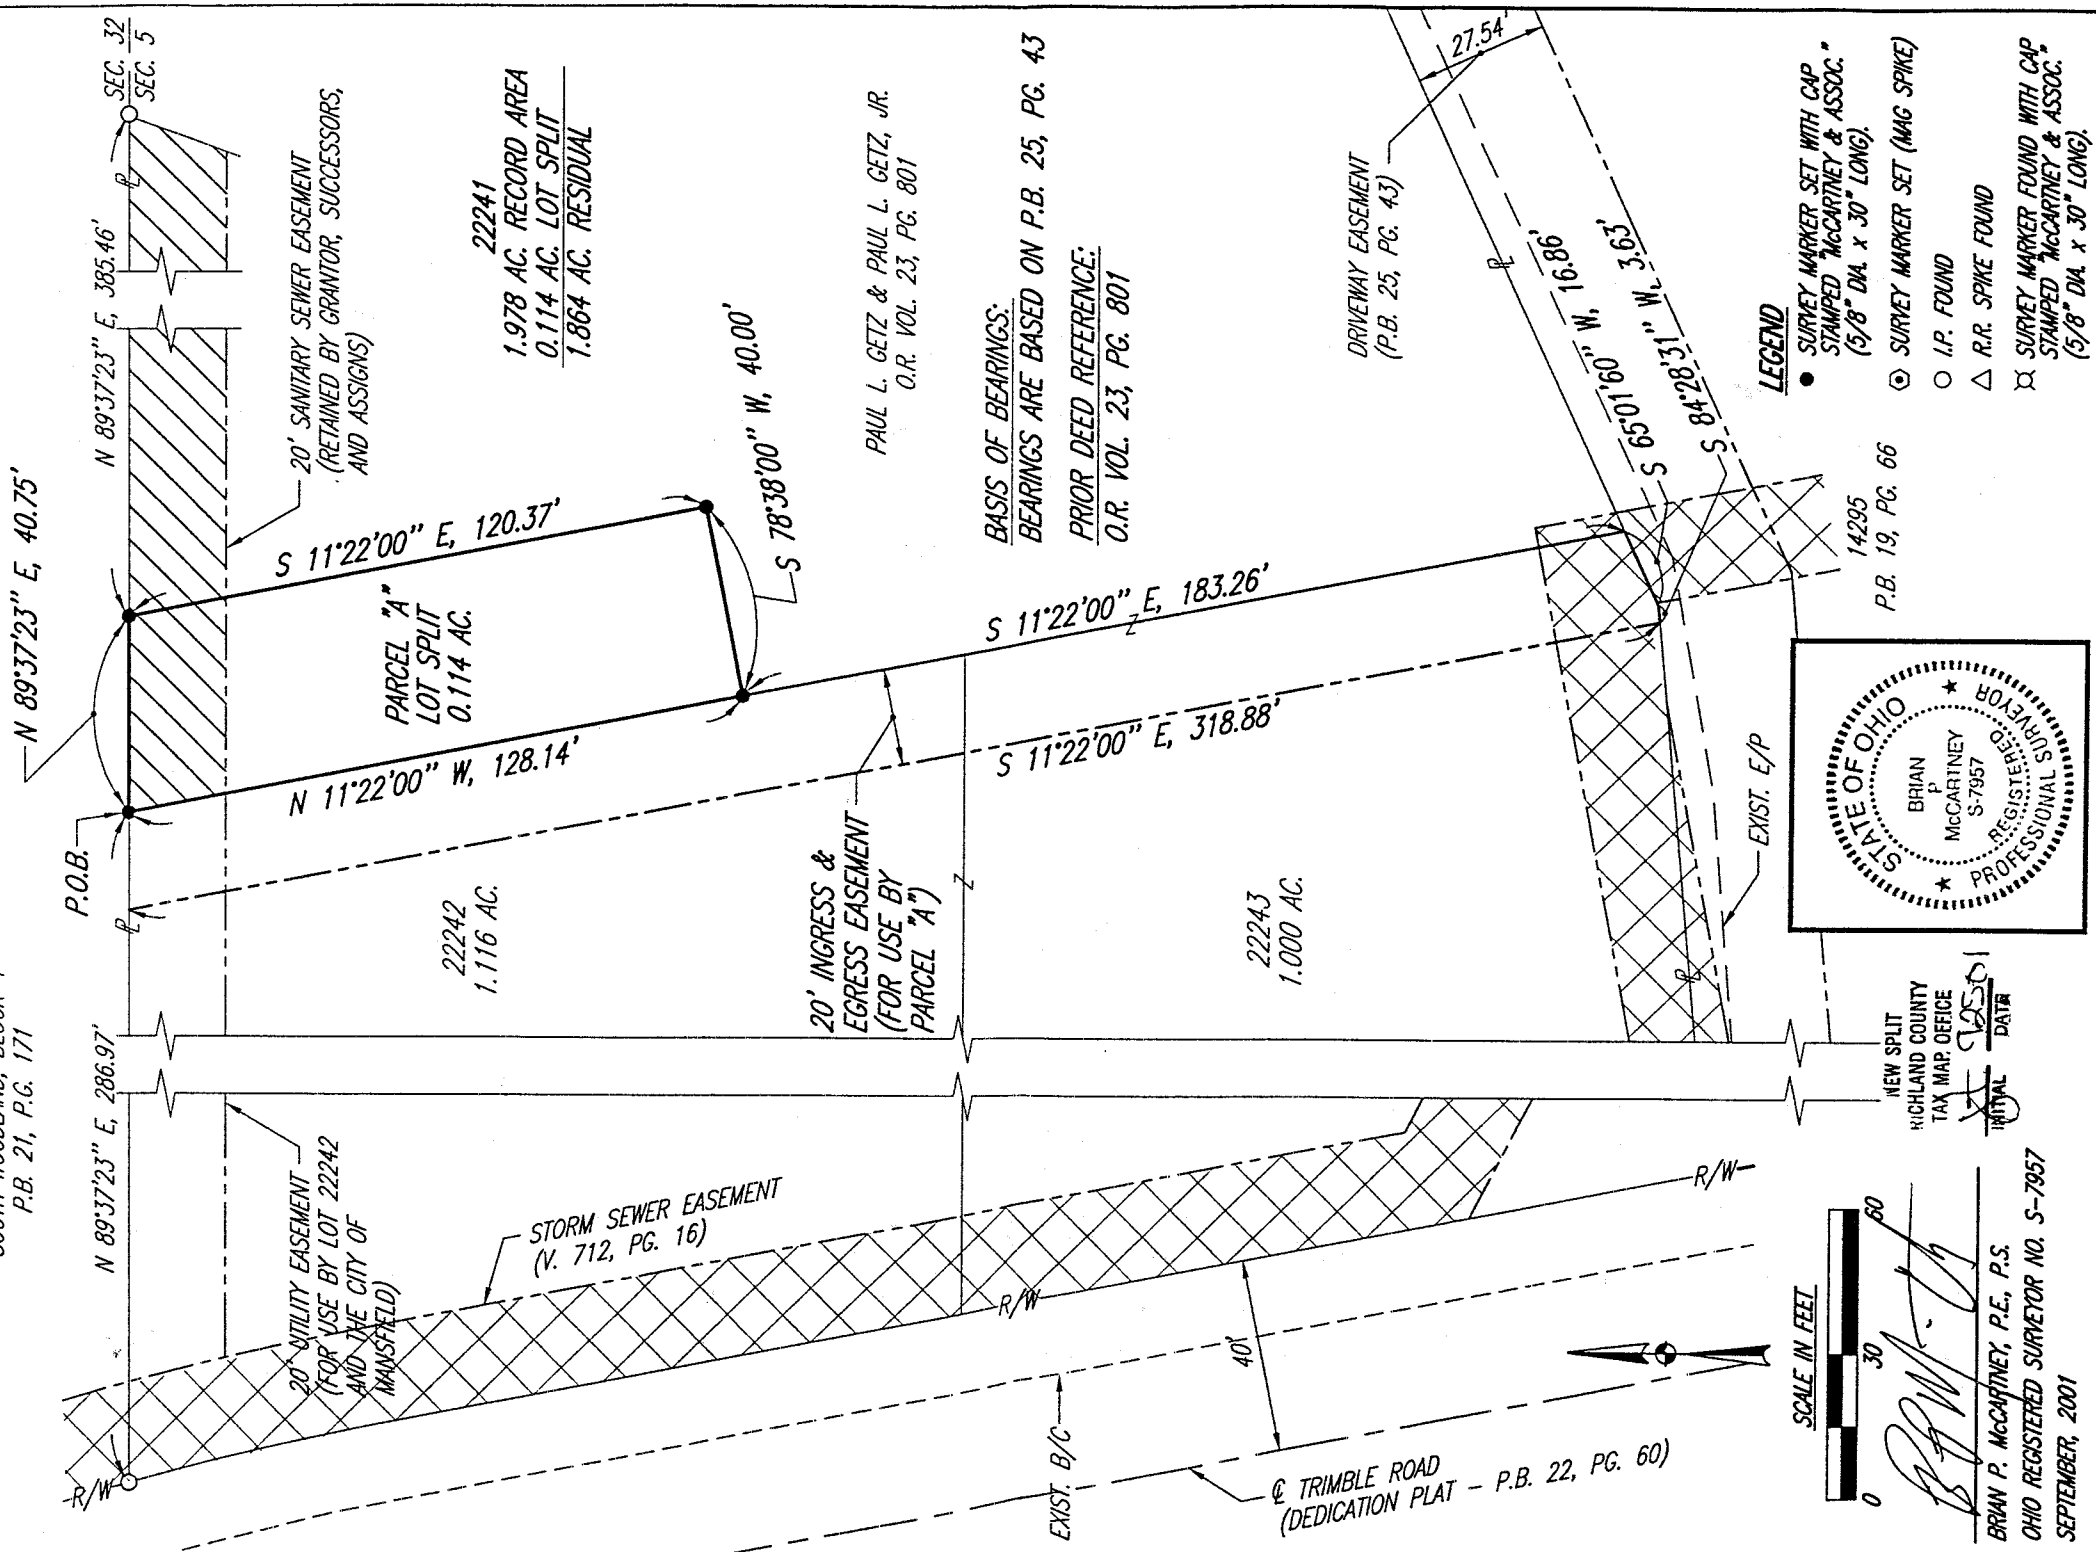 P.B. 21, P.G. 171
N 89°37'23" E, 40.75'
P.O.B.
N 89°37'23" E, 286.97'
N 89°37'23" E, 385.46'
SEC. 32
SEC. 5
20' SANITARY SEWER EASEMENT
(RETAINED BY GRANTOR, SUCCESSORS,
AND ASSIGNS)
22241
1.978 AC. RECORD AREA
0.114 AC. LOT SPLIT
1.864 AC. RESIDUAL
S 11°22'00" E, 120.37'
PARCEL "A"
LOT SPLIT
0.114 AC.
N 11°22'00" W, 128.14'
S 78°38'00" W, 40.00'
PAUL L. GETZ & PAUL L. GETZ, JR.
O.R. VOL. 23, PG. 801
BASIS OF BEARINGS:
BEARINGS ARE BASED ON P.B. 25, PG. 43
PRIOR DEED REFERENCE:
O.R. VOL. 23, PG. 801
22242
1.116 AC.
20' UTILITY EASEMENT
(FOR USE BY LOT 22242
AND THE CITY OF
MANSFIELD)
STORM SEWER EASEMENT
(V. 712, PG. 16)
20' INGRESS &
EGRESS EASEMENT
(FOR USE BY
PARCEL "A")
S 11°22'00" E, 183.26'
Z
S 11°22'00" E, 318.88'
Z
22243
1.000 AC.
DRIVEWAY EASEMENT
(P.B. 25, PG. 43)
27.54'
S 65°01'60" W, 16.86'
S 84°28'31" W, 3.63'
14295
P.B. 19, PG. 66
EXIST. E/P
R/W
R/W
R/W
40'
EXIST. B/C
℄ TRIMBLE ROAD
(DEDICATION PLAT - P.B. 22, PG. 60)
LEGEND
SURVEY MARKER SET WITH CAP
STAMPED "McCARTNEY & ASSOC."
(5/8" DIA. x 30" LONG).
SURVEY MARKER SET (MAG SPIKE)
I.P. FOUND
R.R. SPIKE FOUND
SURVEY MARKER FOUND WITH CAP
STAMPED "McCARTNEY & ASSOC."
(5/8" DIA. x 30" LONG).
STATE OF OHIO
BRIAN
P
McCARTNEY
S-7957
REGISTERED
PROFESSIONAL SURVEYOR
NEW SPLIT
RICHLAND COUNTY
TAX MAP OFFICE
INITIAL DATE
SCALE IN FEET
0 30 60
BRIAN P. McCARTNEY, P.E., P.S.
OHIO REGISTERED SURVEYOR NO. S-7957
SEPTEMBER, 2001